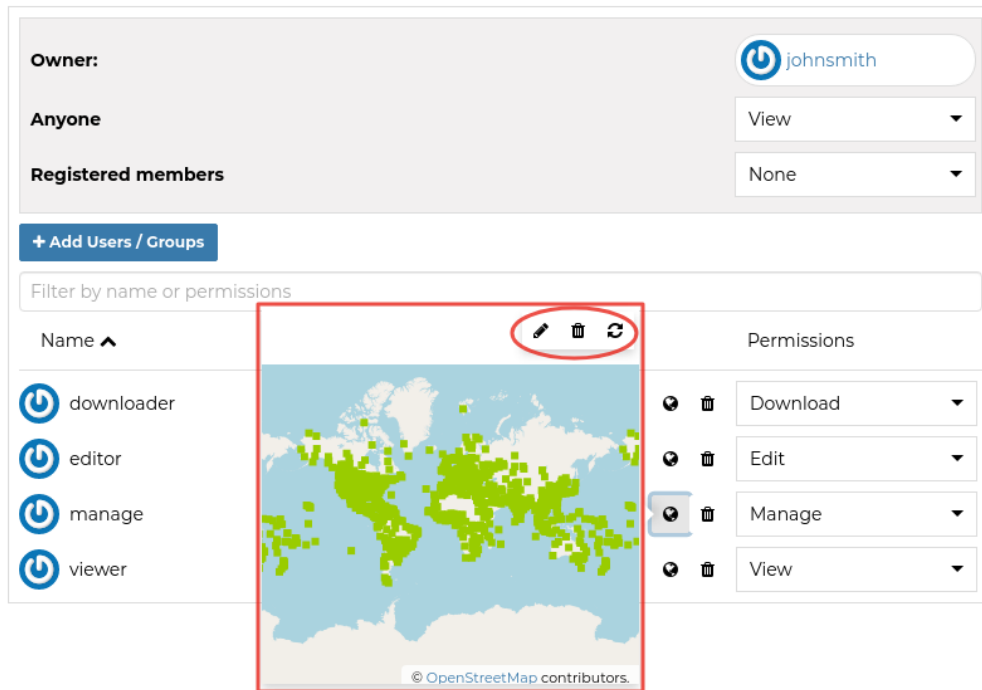 Owner:
johnsmith
Anyone
View
Registered members
None
+ Add Users / Groups
Filter by name or permissions
Name
Permissions
downloader
Download
editor
Edit
manage
Manage
viewer
View
© OpenStreetMap contributors.